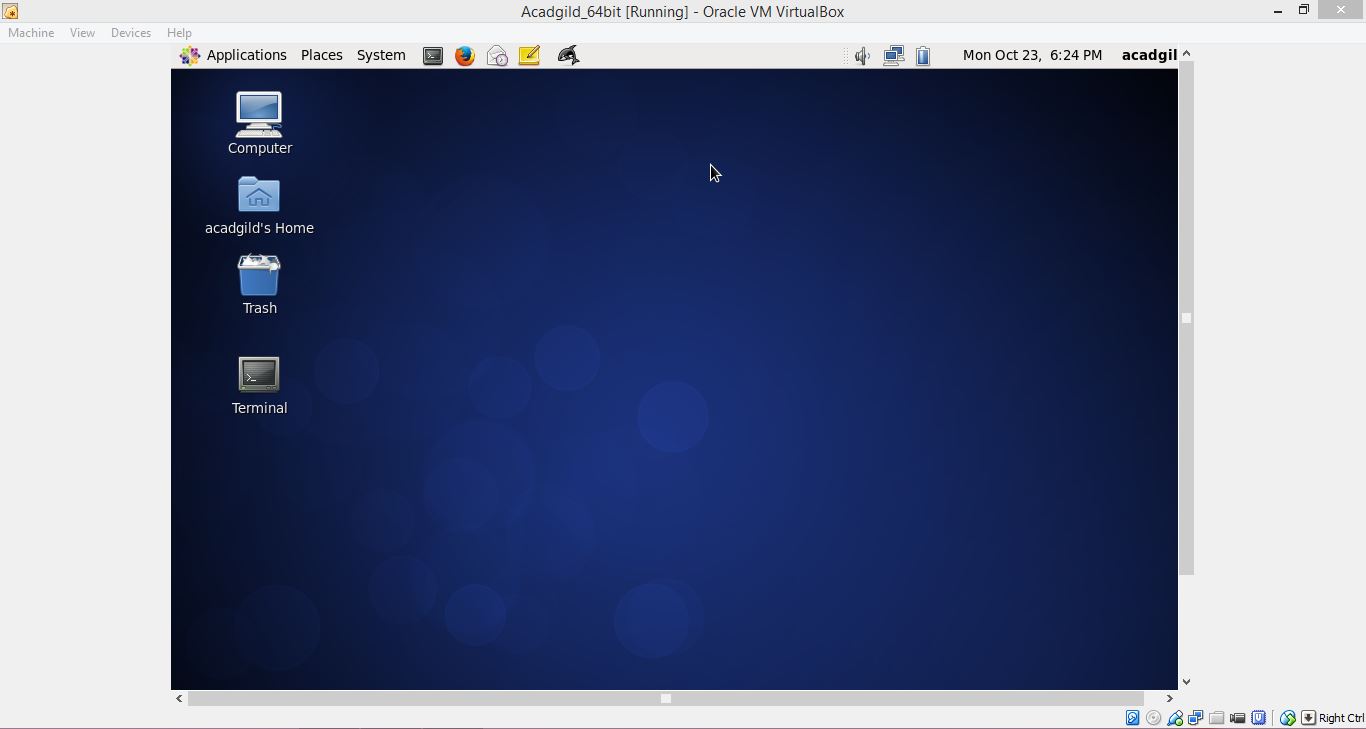 Acadgild_64bit [Running] - Oracle VM VirtualBox
Machine View Devices Help
Applications Places System Mon Oct 23, 6:24 PM acadgil
Computer
acadgild's Home
Trash
Terminal
Right Ctrl